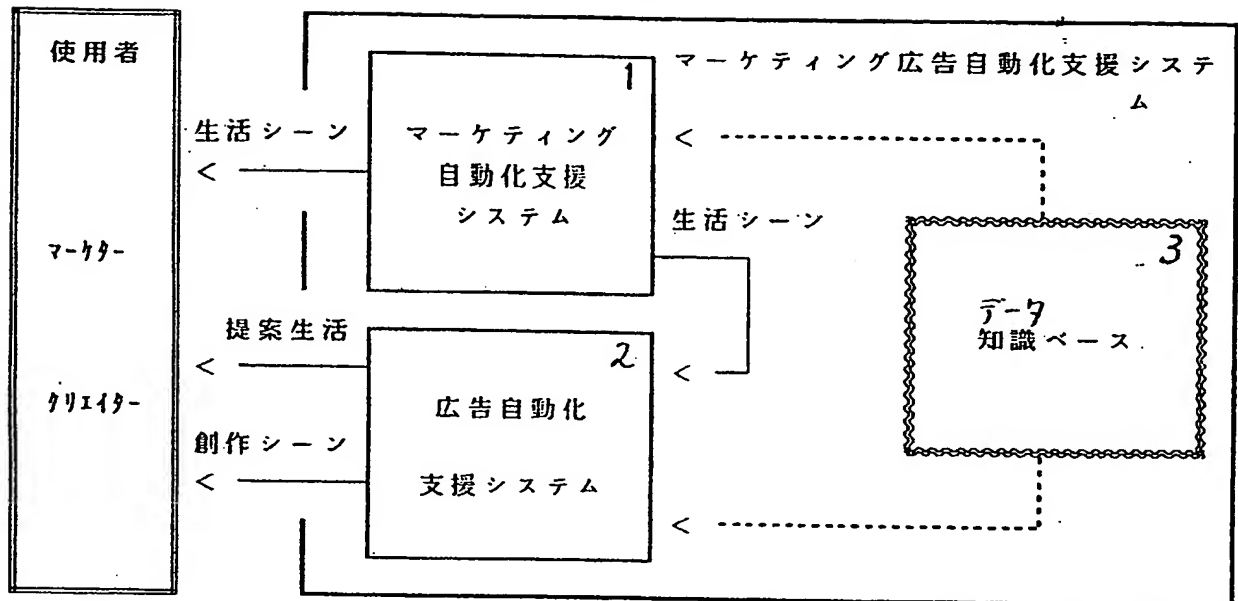 使用者
マーケター
クリエイター
生活シーン
提案生活
創作シーン
1
マーケティング
自動化支援
システム
生活シーン
2
広告自動化
支援システム
マーケティング広告自動化支援システ
ム
3
データ
知識ベース